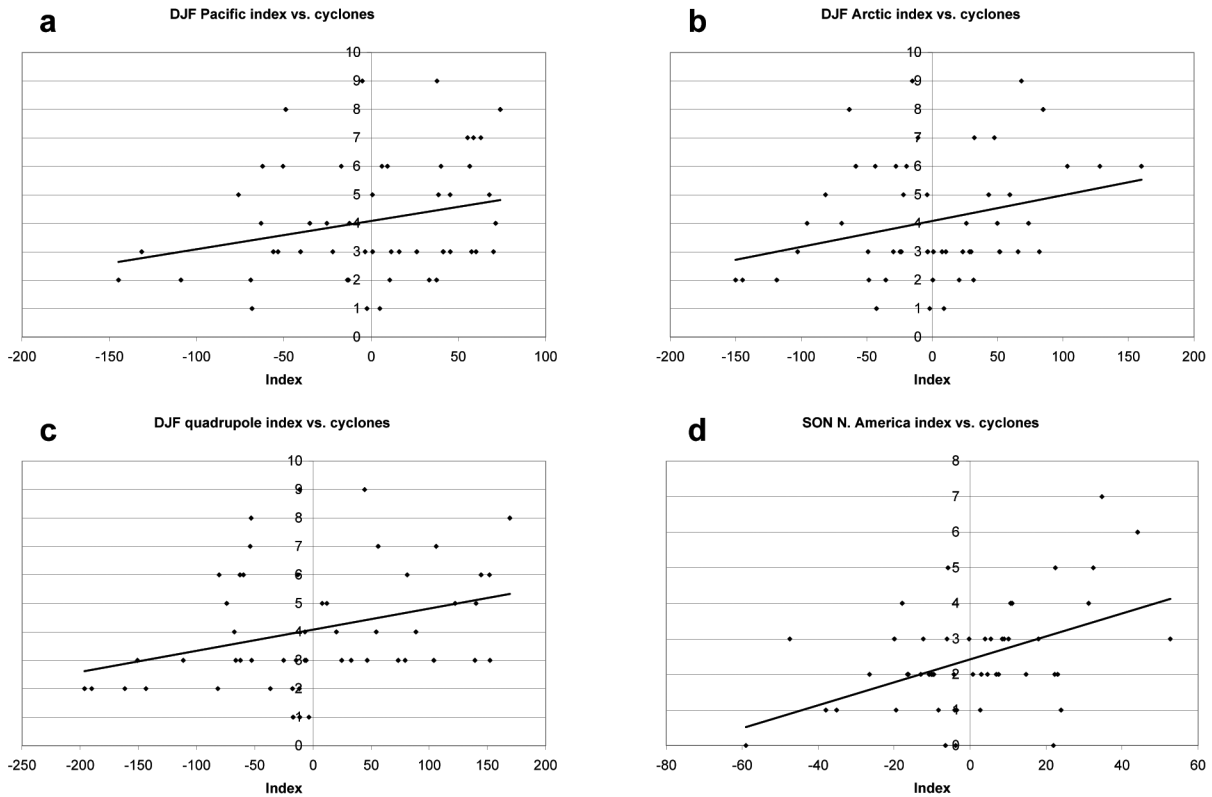 a
DJF Pacific index vs. cyclones
10
9
8
7
6
5
4
3
2
1
0
-200 -150 -100 -50 0 50 100
Index
b
DJF Arctic index vs. cyclones
10
9
8
7
6
5
4
3
2
1
0
-200 -150 -100 -50 0 50 100 150 200
Index
c
DJF quadrupole index vs. cyclones
10
9
8
7
6
5
4
3
2
1
0
-250 -200 -150 -100 -50 0 50 100 150 200
Index
d
SON N. America index vs. cyclones
8
7
6
5
4
3
2
1
0
-80 -60 -40 -20 0 20 40 60
Index